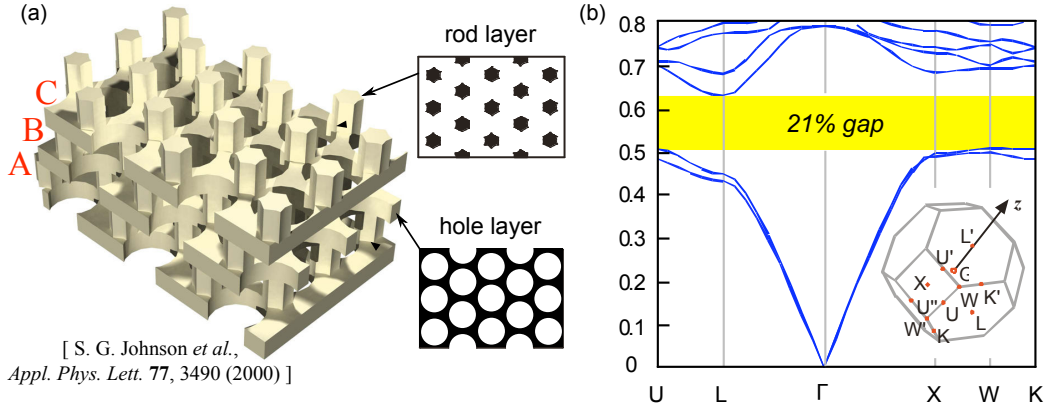 (a)
rod layer
C
B
A
hole layer
[ S. G. Johnson et al.,
Appl. Phys. Lett. 77, 3490 (2000) ]
(b)
0.8
0.7
0.6
0.5
0.4
0.3
0.2
0.1
0
21% gap
z
L'
U'
G
X
W
K'
U''
U
L
W'
K
U
L
Γ
X
W
K